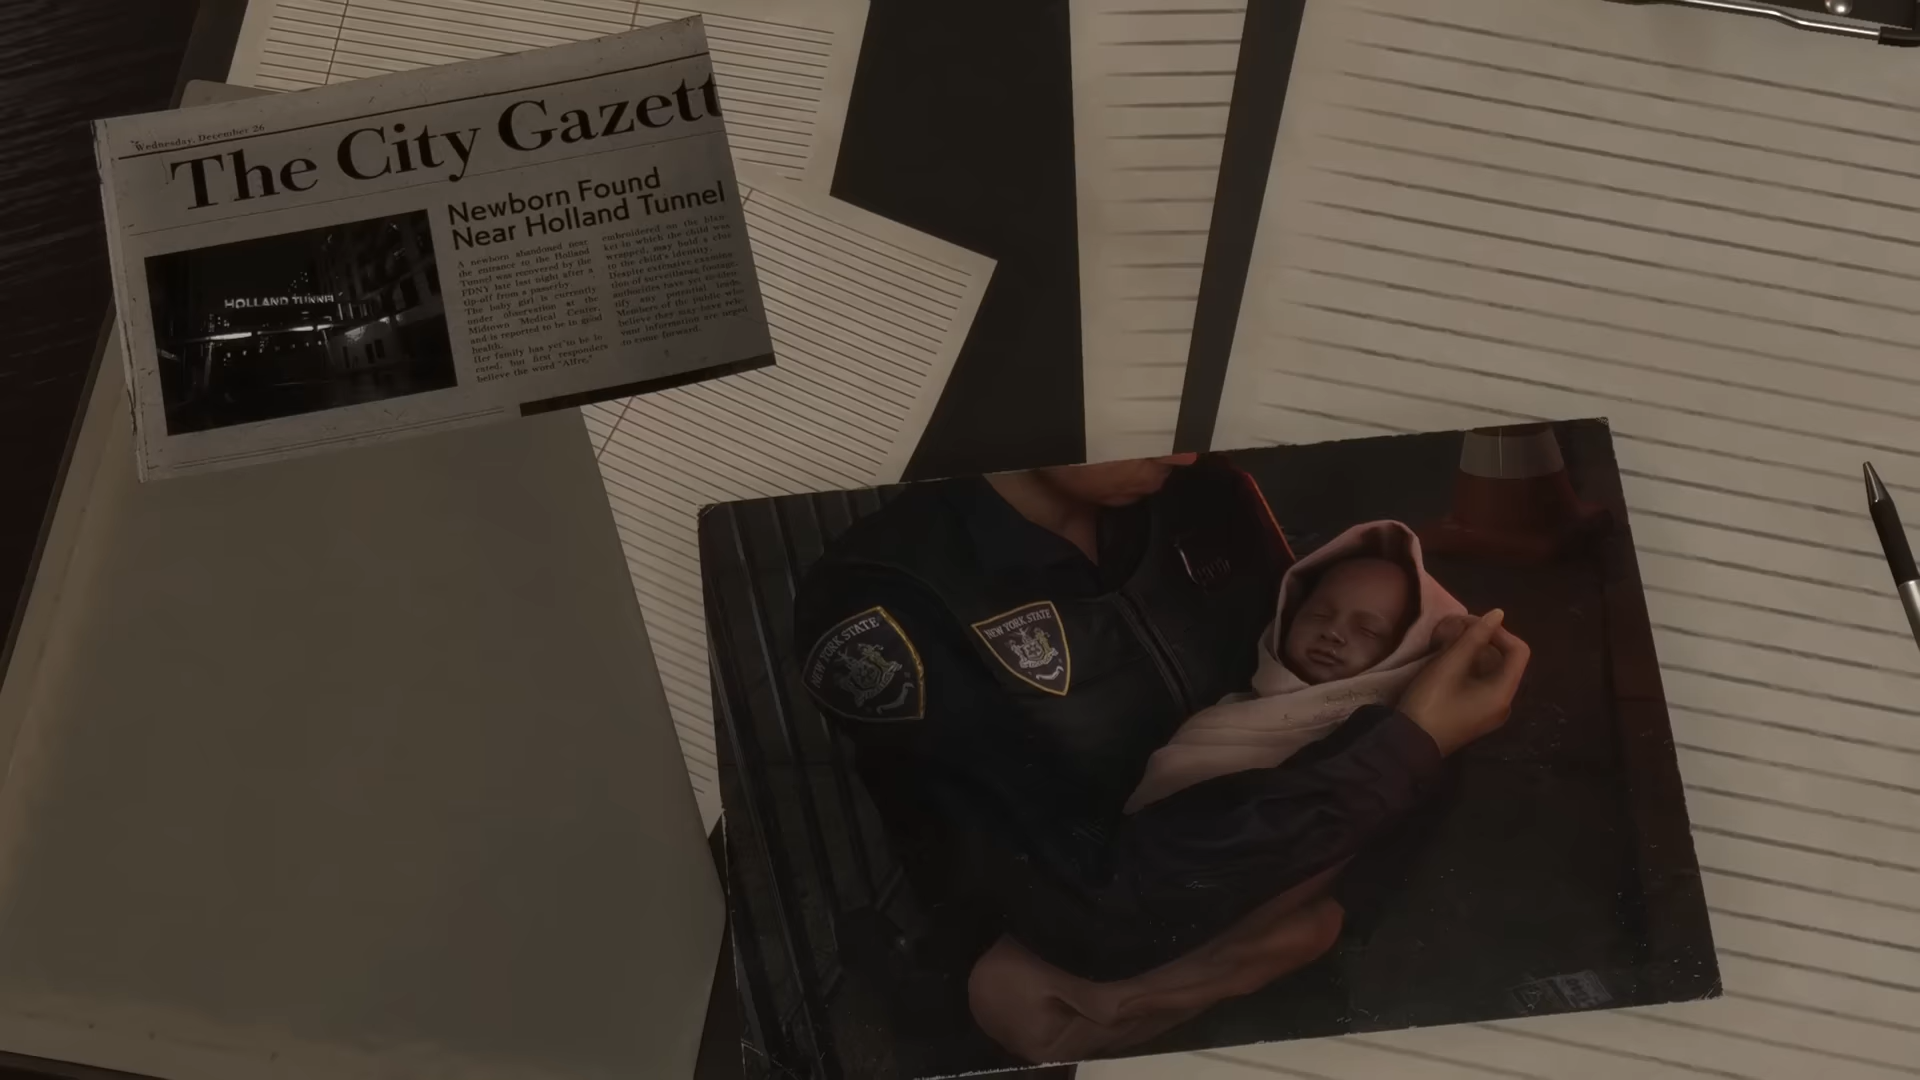 Wednesday, December 26
The City Gazett
Newborn Found
Near Holland Tunnel
HOLLAND TUNNEL
A newborn abandoned near
the entrance to the Holland
Tunnel was recovered by the
FDNY late last night after a
tip-off from a passerby.
The baby girl is currently
under observation at the
Midtown Medical Center,
and is reported to be in good
health.
Her family has yet to be lo-
cated, but first responders
believe the word "Alfre,"
embroidered on the blan-
ket in which the child was
wrapped, may hold a clue
to the child's identity.
Despite extensive examina-
tion of surveillance footage,
authorities have yet to iden-
tify any potential leads.
Members of the public who
believe they may have rele-
vant information are urged
to come forward.
NEW YORK STATE
NEW YORK STATE